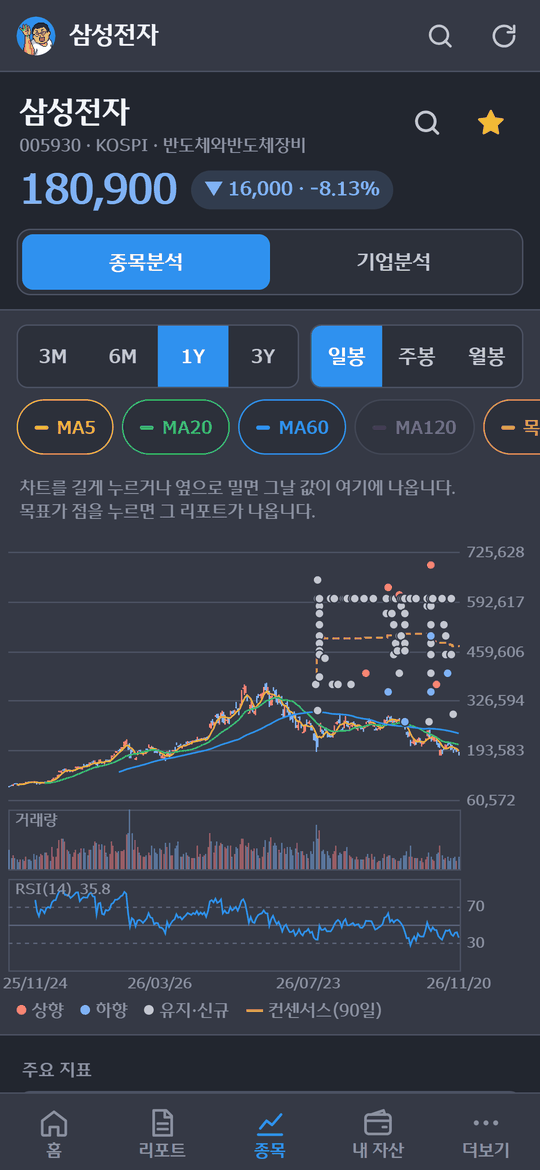 삼성전자
삼성전자
005930 · KOSPI · 반도체와반도체장비
180,900 ▼ 16,000 · -8.13%
종목분석 기업분석
3M 6M 1Y 3Y 일봉 주봉 월봉
MA5 MA20 MA60 MA120 목
차트를 길게 누르거나 옆으로 밀면 그날 값이 여기에 나옵니다.
목표가 점을 누르면 그 리포트가 나옵니다.
725,628
592,617
459,606
326,594
193,583
60,572
거래량
RSI(14) 35.8
70
30
25/11/24 26/03/26 26/07/23 26/11/20
상향 하향 유지·신규 컨센서스(90일)
주요 지표
홈 리포트 종목 내 자산 더보기